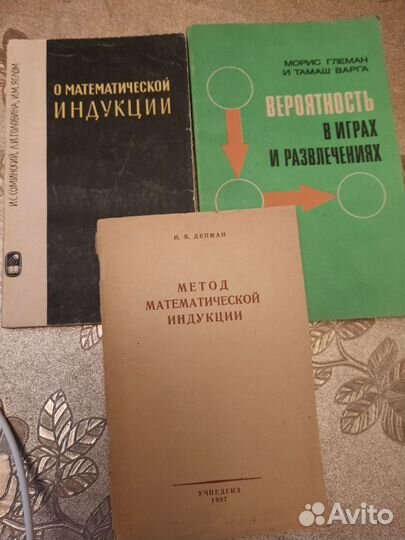 И.С. СОМИНСКИЙ, Л.И. ГОЛОВИНА, И.М. ЯГЛОМ
О МАТЕМАТИЧЕСКОЙ
ИНДУКЦИИ
МОРИС ГЛЕМАН
И ТАМАШ ВАРГА
ВЕРОЯТНОСТЬ
В ИГРАХ
И РАЗВЛЕЧЕНИЯХ
И. Я. ДЕПМАН
МЕТОД
МАТЕМАТИЧЕСКОЙ
ИНДУКЦИИ
УЧПЕДГИЗ
1957
Avito